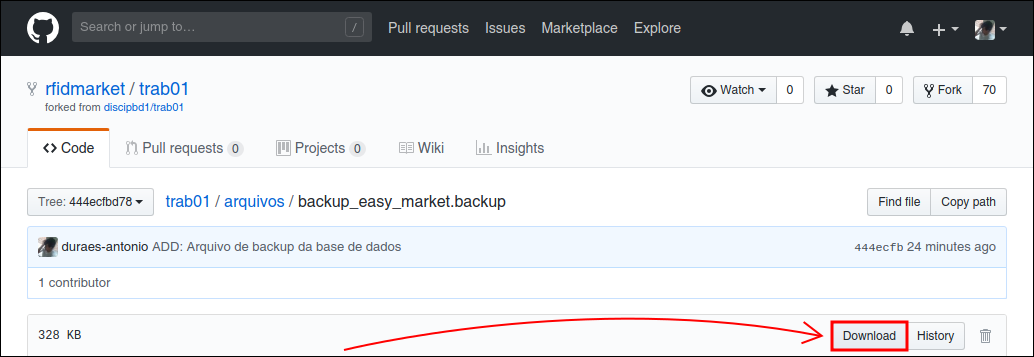 Search or jump to… / Pull requests Issues Marketplace Explore
rfidmarket / trab01 Watch 0 Star 0 Fork 70
forked from discipbd1/trab01
<> Code Pull requests 0 Projects 0 Wiki Insights
Tree: 444ecfbd78 trab01 / arquivos / backup_easy_market.backup Find file Copy path
duraes-antonio ADD: Arquivo de backup da base de dados 444ecfb 24 minutes ago
1 contributor
328 KB Download History